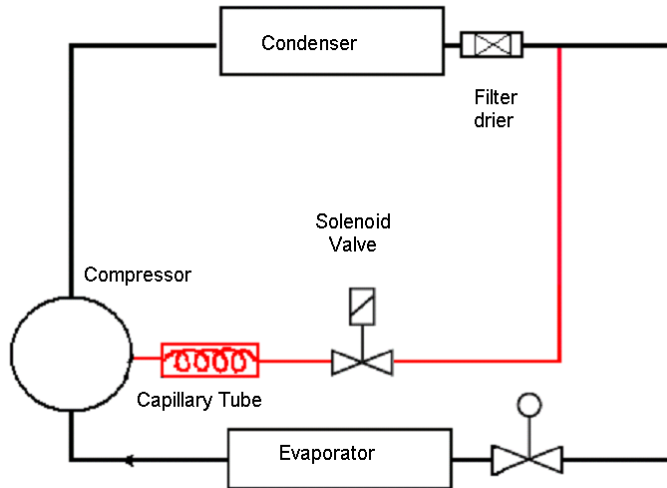 Condenser
Filter
drier
Solenoid
Valve
Compressor
Capillary Tube
Evaporator